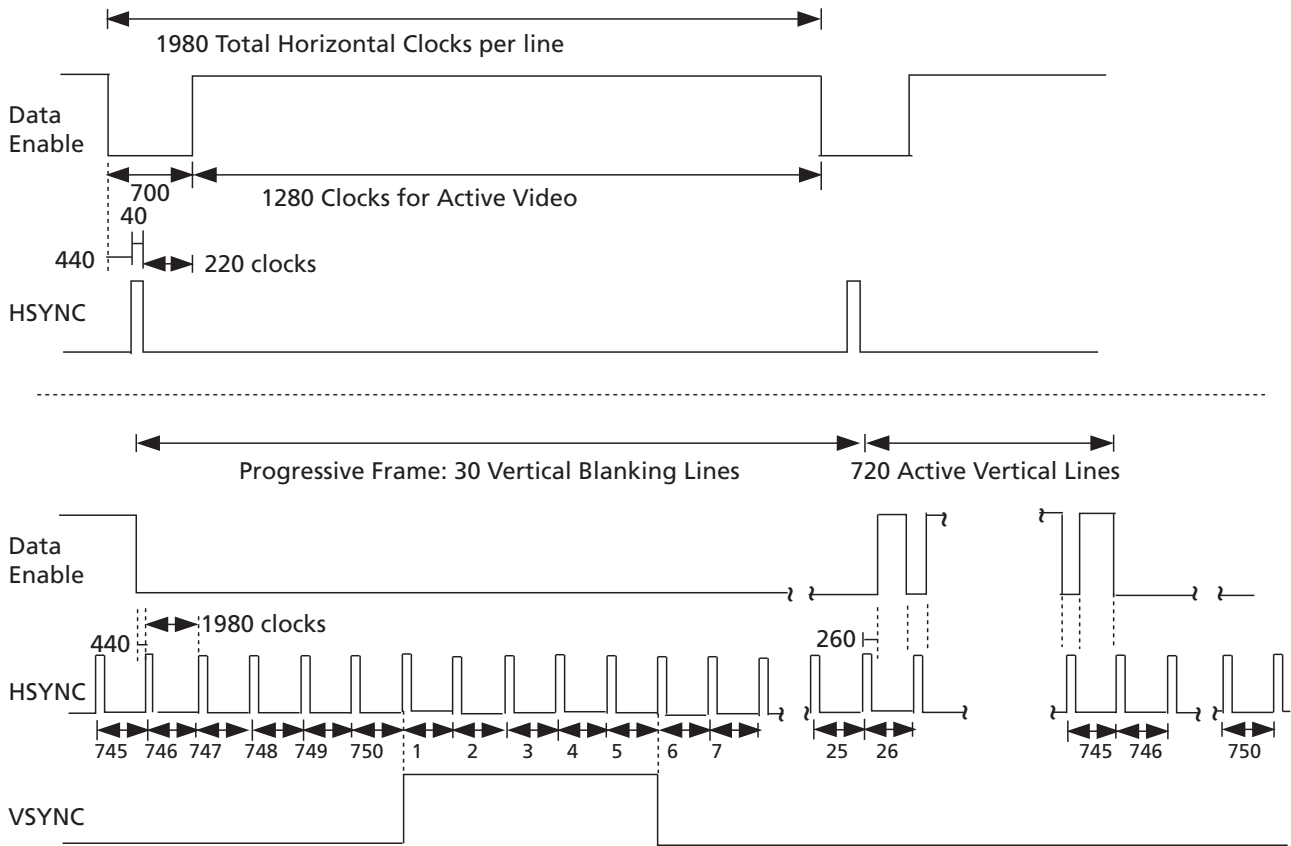 1980 Total Horizontal Clocks per line
Data
Enable
700
1280 Clocks for Active Video
40
440
220 clocks
HSYNC
Progressive Frame: 30 Vertical Blanking Lines
720 Active Vertical Lines
Data
Enable
1980 clocks
440
260
HSYNC
745 746 747 748 749 750 1 2 3 4 5 6 7 25 26 745 746 750
VSYNC